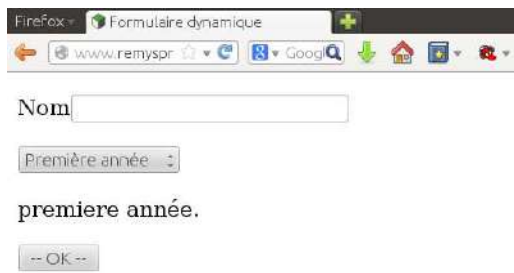 Firefox Formulaire dynamique
www.remyspr Goog
Nom
Première année
premiere année.
-- OK --